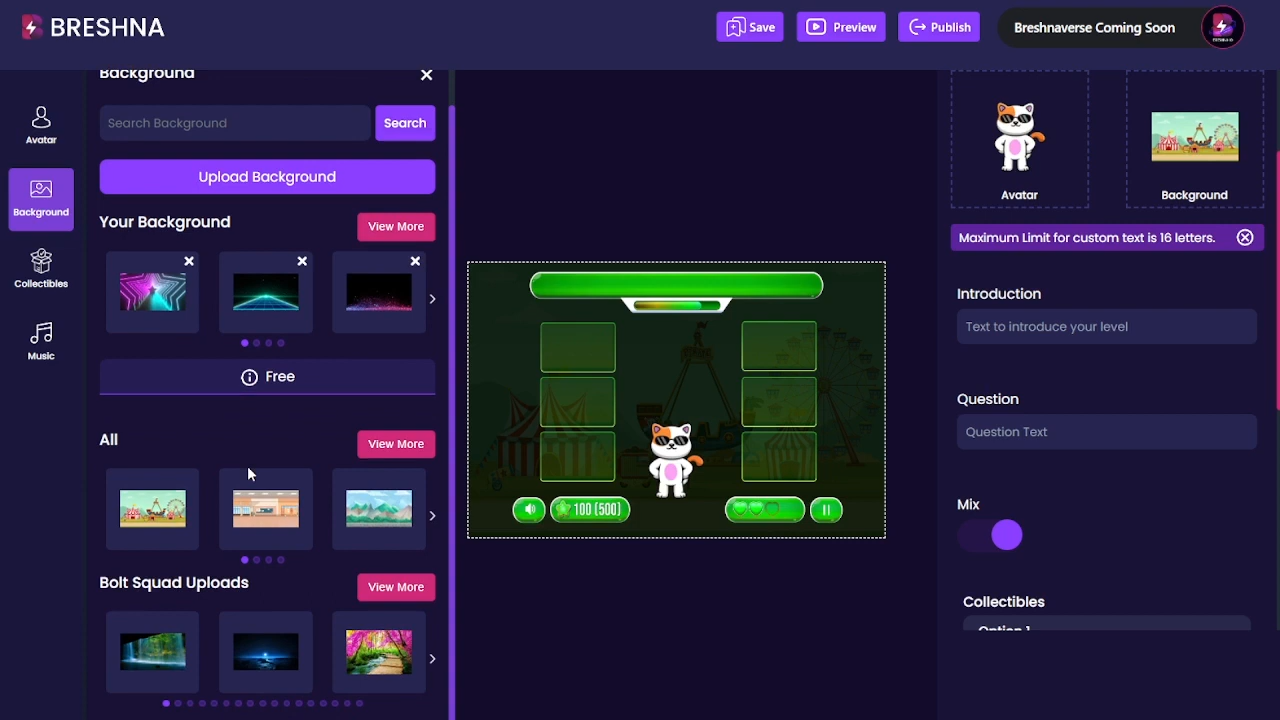 BRESHNA
Save
Preview
Publish
Breshnaverse Coming Soon
Avatar
Background
Collectibles
Music
Background
Search Background
Search
Upload Background
Your Background
View More
Free
All
View More
Bolt Squad Uploads
View More
100 (500)
Avatar
Background
Maximum Limit for custom text is 16 letters.
Introduction
Text to introduce your level
Question
Question Text
Mix
Collectibles
Option 1